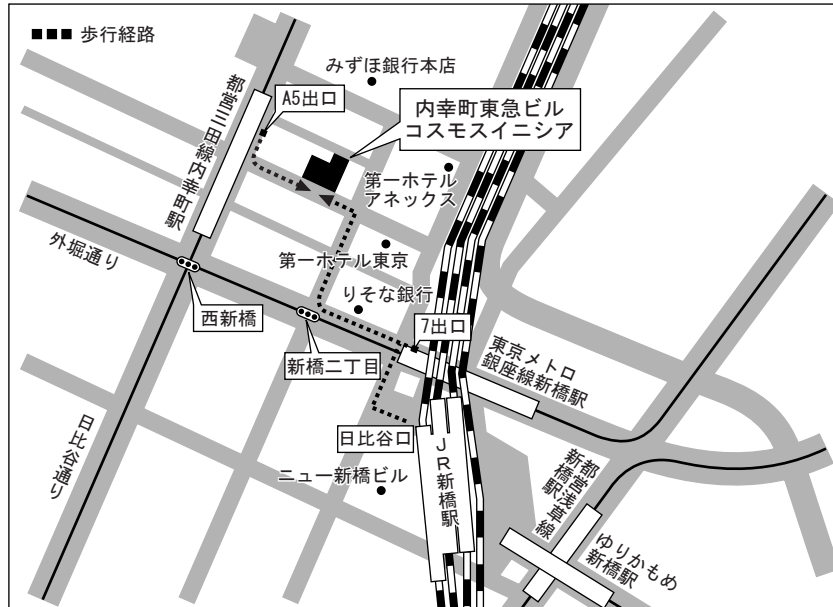 歩行経路
みずほ銀行本店
A5出口
内幸町東急ビル
コスモスイニシア
都営三田線内幸町駅
第一ホテル
アネックス
外堀通り
第一ホテル東京
りそな銀行
西新橋
7出口
新橋二丁目
東京メトロ
銀座線新橋駅
日比谷口
日比谷通り
ニュー新橋ビル
JR新橋駅
都営浅草線
新橋駅
ゆりかもめ
新橋駅